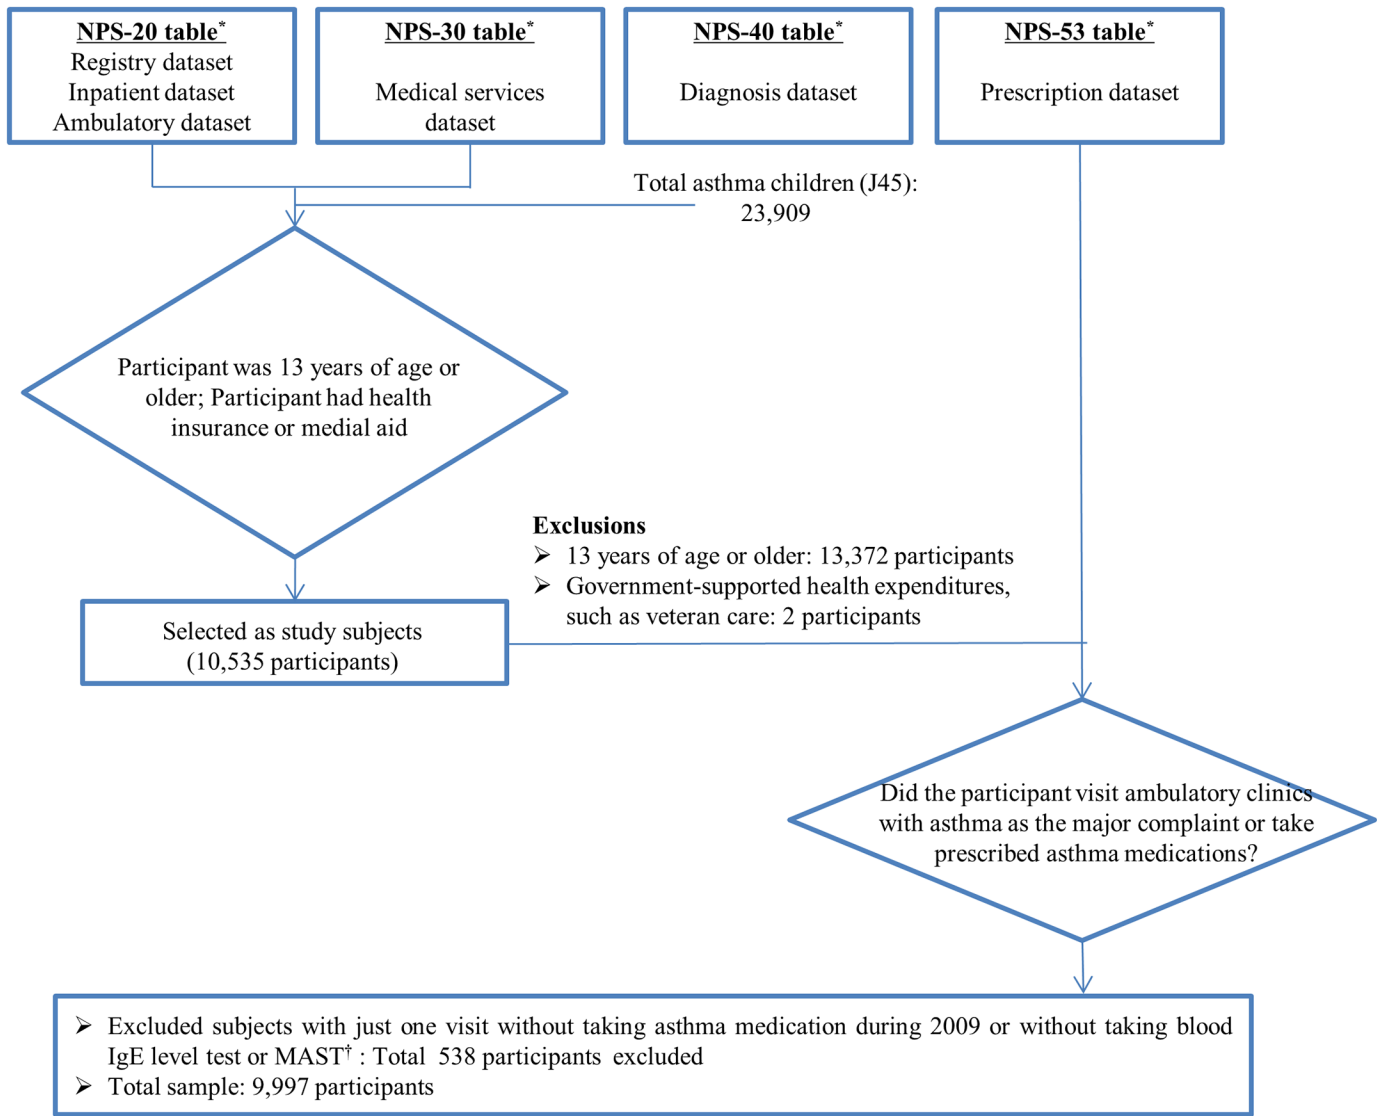 NPS-20 table*
Registry dataset
Inpatient dataset
Ambulatory dataset
NPS-30 table*
Medical services
dataset
NPS-40 table*
Diagnosis dataset
NPS-53 table*
Prescription dataset
Total asthma children (J45):
23,909
Participant was 13 years of age or
older; Participant had health
insurance or medial aid
Exclusions
➢ 13 years of age or older: 13,372 participants
➢ Government-supported health expenditures,
such as veteran care: 2 participants
Selected as study subjects
(10,535 participants)
Did the participant visit ambulatory clinics
with asthma as the major complaint or take
prescribed asthma medications?
➢ Excluded subjects with just one visit without taking asthma medication during 2009 or without taking blood
IgE level test or MAST† : Total 538 participants excluded
➢ Total sample: 9,997 participants